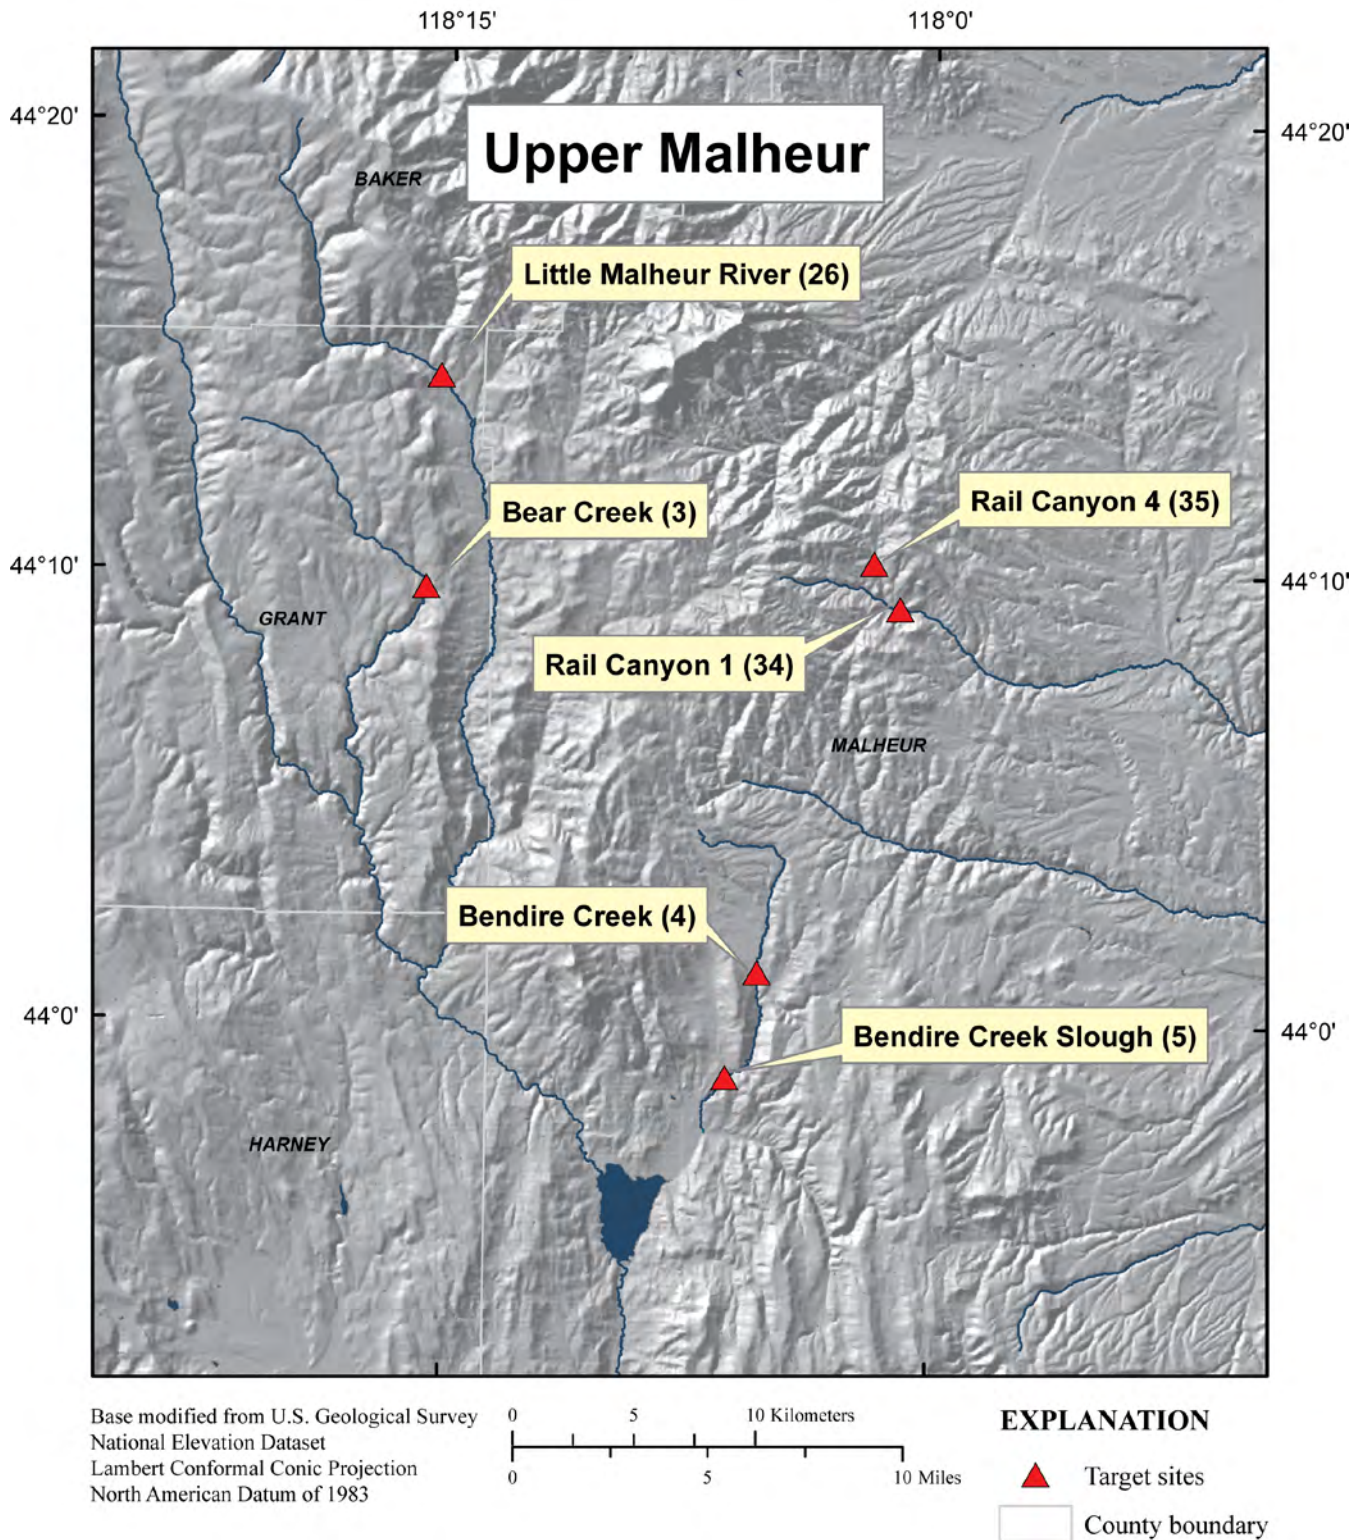 118°15'
118°0'
44°20'
44°20'
Upper Malheur
BAKER
Little Malheur River (26)
Bear Creek (3)
Rail Canyon 4 (35)
44°10'
44°10'
GRANT
Rail Canyon 1 (34)
MALHEUR
Bendire Creek (4)
44°0'
44°0'
Bendire Creek Slough (5)
HARNEY
Base modified from U.S. Geological Survey
National Elevation Dataset
Lambert Conformal Conic Projection
North American Datum of 1983
0 5 10 Kilometers
0 5 10 Miles
EXPLANATION
Target sites
County boundary